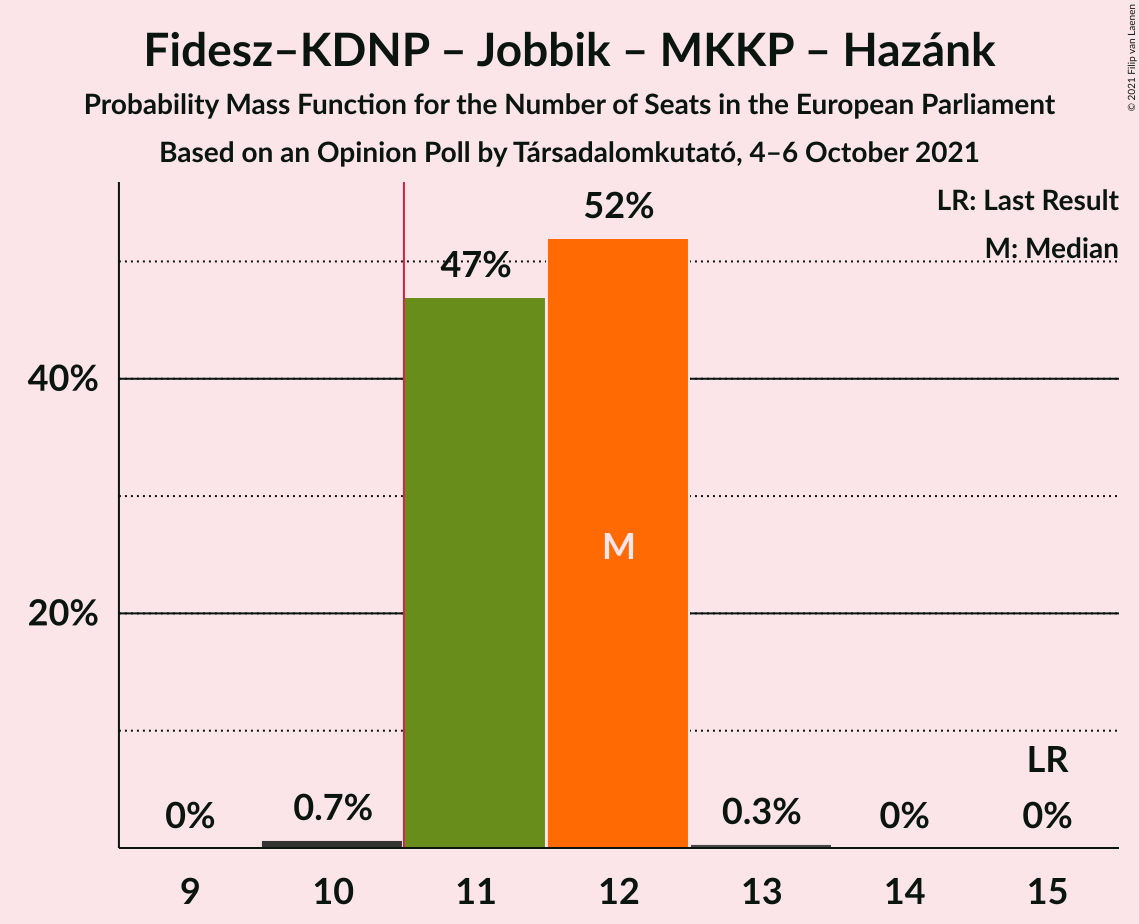 Fidesz–KDNP – Jobbik – MKKP – Hazánk
Probability Mass Function for the Number of Seats in the European Parliament
Based on an Opinion Poll by Társadalomkutató, 4–6 October 2021
© 2021 Filip van Laenen
LR: Last Result
M: Median
52%
47%
40%
M
20%
LR
0%
0.7%
0.3%
0%
0%
9
10
11
12
13
14
15